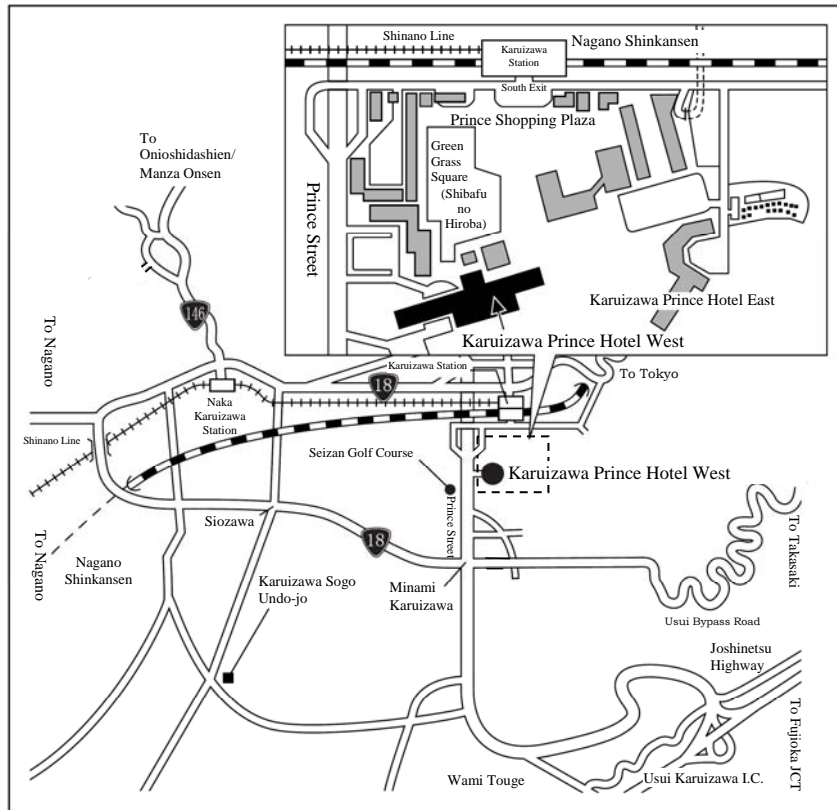 Shinano Line
Nagano Shinkansen
Karuizawa
Station
South Exit
Prince Shopping Plaza
Green
Grass
Square
(Shibafu
no
Hiroba)
Prince Street
Karuizawa Prince Hotel East
Karuizawa Prince Hotel West
To
Onioshidashien/
Manza Onsen
146
To Nagano
Karuizawa Station
To Tokyo
18
Naka
Karuizawa
Station
Shinano Line
Seizan Golf Course
Karuizawa Prince Hotel West
Prince Street
Siozawa
To Nagano
Nagano
Shinkansen
18
To Takasaki
Karuizawa Sogo
Undo-jo
Minami
Karuizawa
Usui Bypass Road
Joshinetsu
Highway
To Fujioka JCT
Wami Touge
Usui Karuizawa I.C.